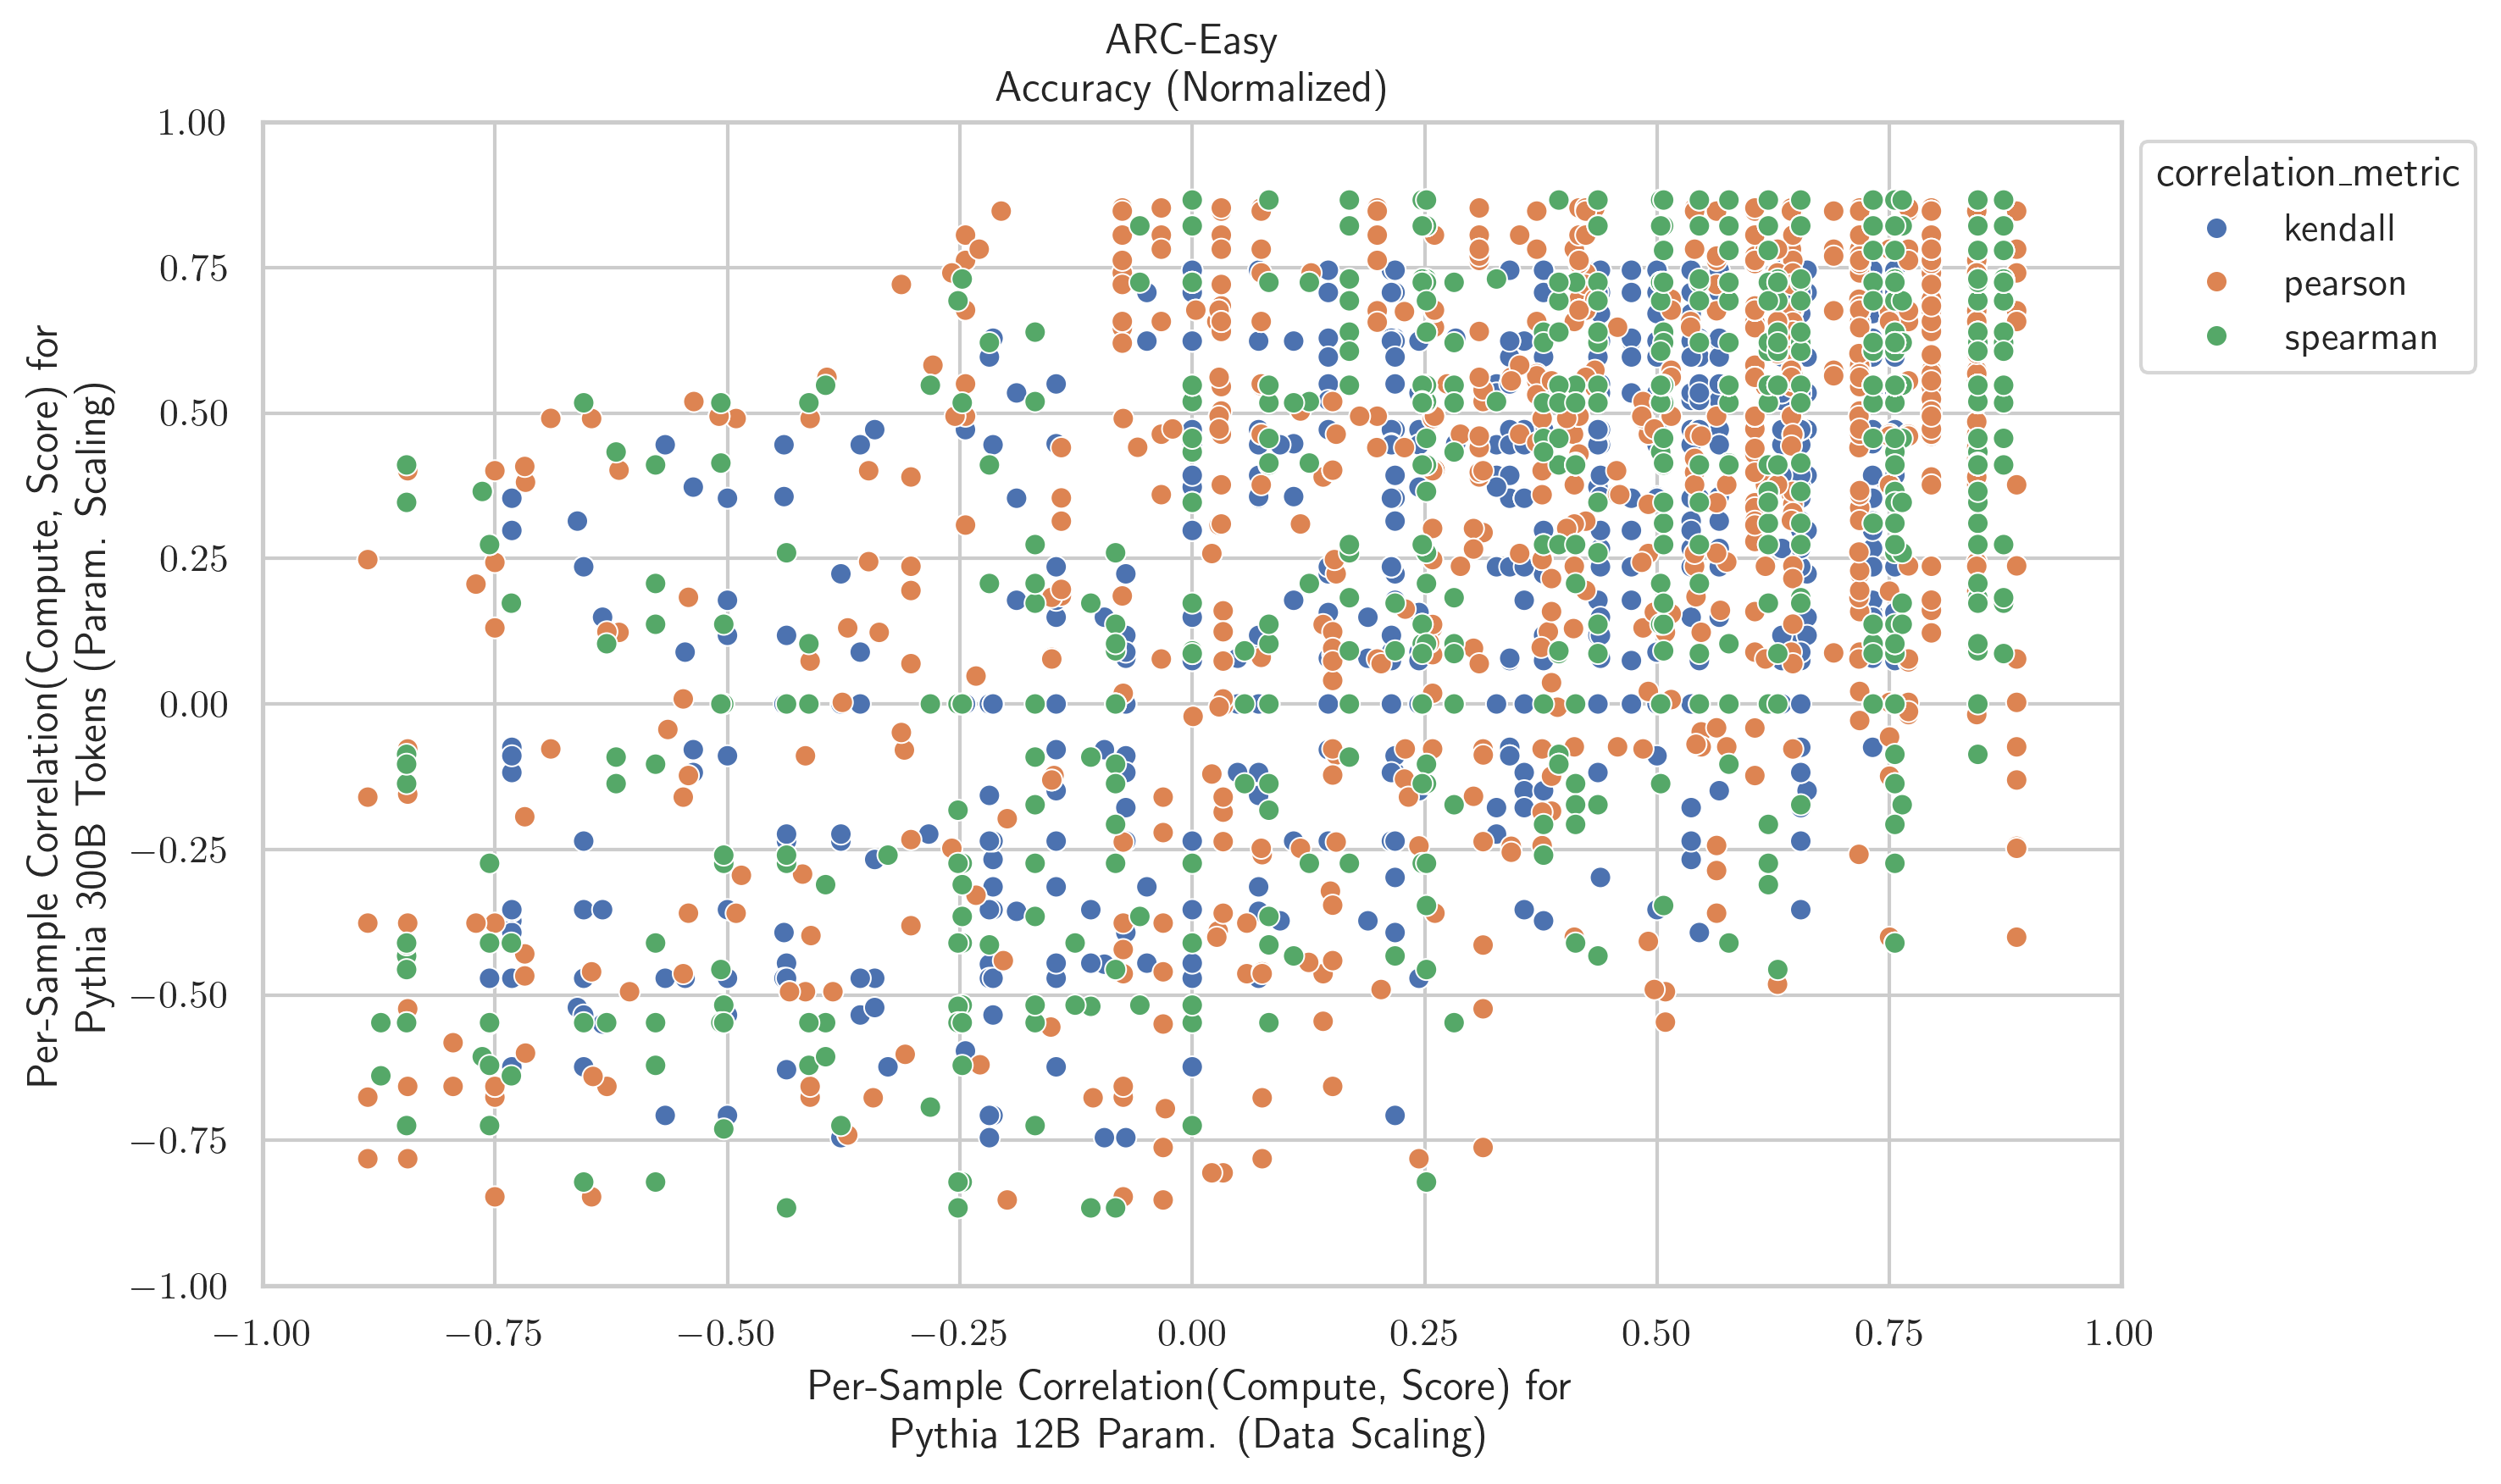 ARC-Easy
Accuracy (Normalized)
Per-Sample Correlation(Compute, Score) for
Pythia 300B Tokens (Param. Scaling)
1.00
0.75
0.50
0.25
0.00
−0.25
−0.50
−0.75
−1.00
−1.00
−0.75
−0.50
−0.25
0.00
0.25
0.50
0.75
1.00
Per-Sample Correlation(Compute, Score) for
Pythia 12B Param. (Data Scaling)
correlation_metric
kendall
pearson
spearman